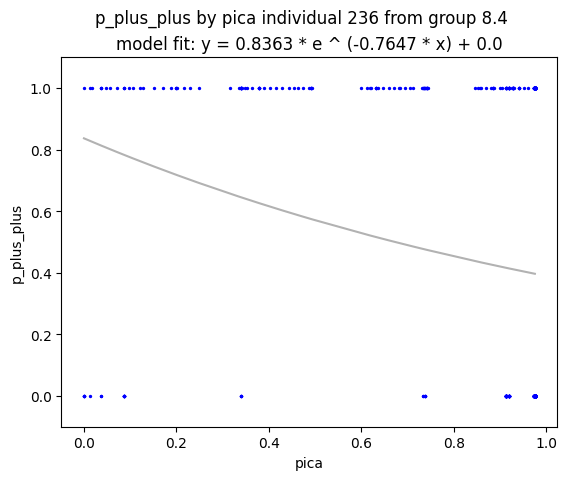 p_plus_plus by pica individual 236 from group 8.4
model fit: y = 0.8363 * e ^ (-0.7647 * x) + 0.0
1.0
0.8
0.6
0.4
0.2
0.0
p_plus_plus
0.0 0.2 0.4 0.6 0.8 1.0
pica